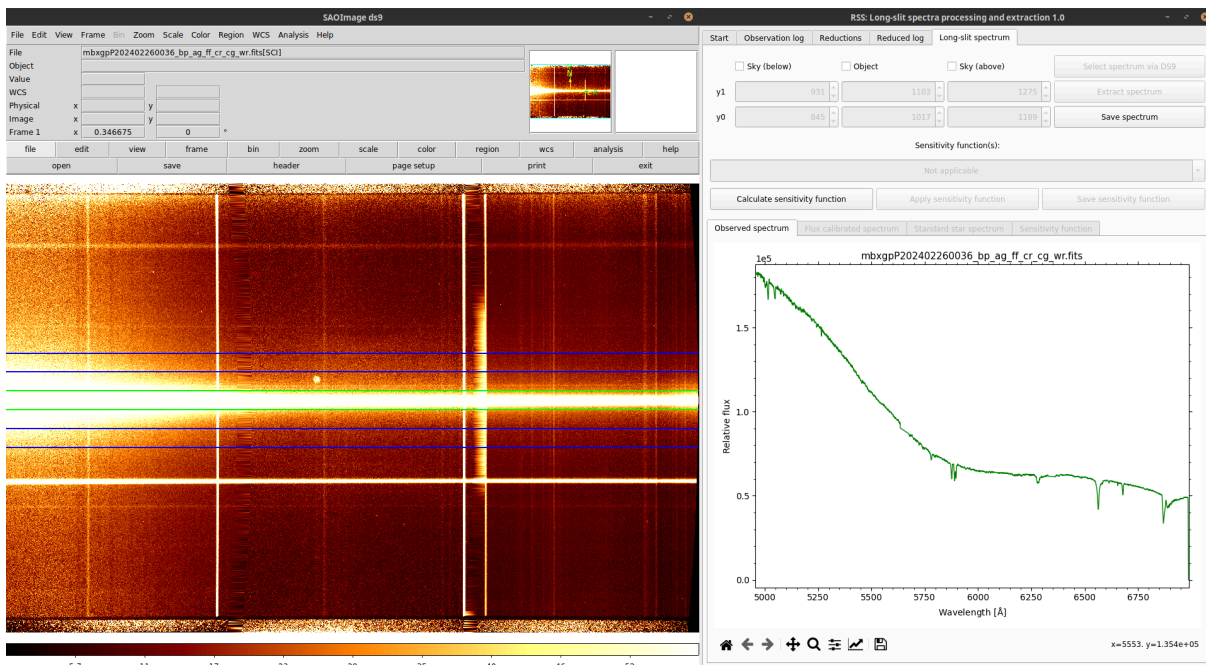 SAOImage ds9
File Edit View Frame Bin Zoom Scale Color Region WCS Analysis Help
File mbxgpP202402260036_bp_ag_ff_cr_cg_wr.fits[SCI]
Object
Value
WCS
Physical x y
Image x y
Frame 1 x 0.346675 0 °
file edit view frame bin zoom scale color region wcs analysis help
open save header page setup print exit
RSS: Long-slit spectra processing and extraction 1.0
Start Observation log Reductions Reduced log Long-slit spectrum
Sky (below) Object Sky (above) Select spectrum via DS9
y1 931 1103 1275 Extract spectrum
y0 845 1017 1189 Save spectrum
Sensitivity function(s):
Not applicable
Calculate sensitivity function Apply sensitivity function Save sensitivity function
Observed spectrum Flux calibrated spectrum Standard star spectrum Sensitivity function
mbxgpP202402260036_bp_ag_ff_cr_cg_wr.fits
1e5
1.5
1.0
0.5
0.0
Relative flux
5000 5250 5500 5750 6000 6250 6500 6750
Wavelength [Å]
x=5553. y=1.354e+05